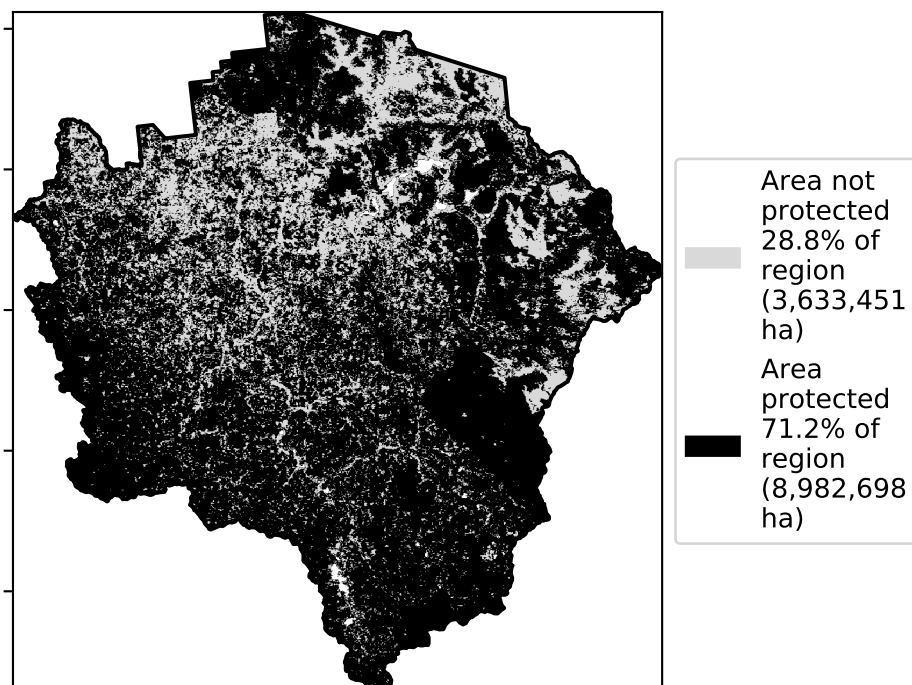 Area not
protected
28.8% of
region
(3,633,451
ha)
Area
protected
71.2% of
region
(8,982,698
ha)